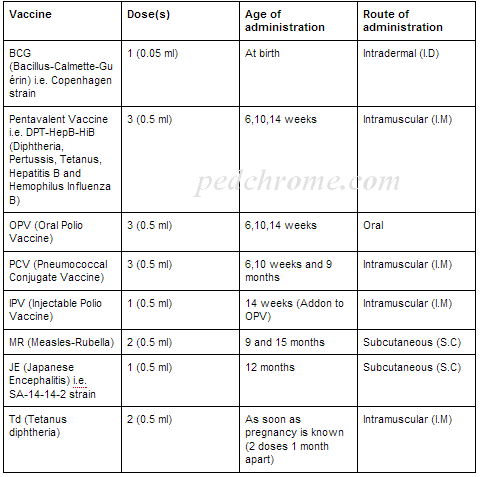 Vaccine Dose(s) Age of administration Route of administration
BCG (Bacillus-Calmette-Guérin) i.e. Copenhagen strain 1 (0.05 ml) At birth Intradermal (I.D)
Pentavalent Vaccine i.e. DPT-HepB-HiB (Diphtheria, Pertussis, Tetanus, Hepatitis B and Hemophilus Influenza B) 3 (0.5 ml) 6,10,14 weeks Intramuscular (I.M)
pedchrome.com
OPV (Oral Polio Vaccine) 3 (0.5 ml) 6,10,14 weeks Oral
PCV (Pneumococcal Conjugate Vaccine) 3 (0.5 ml) 6,10 weeks and 9 months Intramuscular (I.M)
IPV (Injectable Polio Vaccine) 1 (0.5 ml) 14 weeks (Addon to OPV) Intramuscular (I.M)
MR (Measles-Rubella) 2 (0.5 ml) 9 and 15 months Subcutaneous (S.C)
JE (Japanese Encephalitis) i.e. SA-14-14-2 strain 1 (0.5 ml) 12 months Subcutaneous (S.C)
Td (Tetanus diphtheria) 2 (0.5 ml) As soon as pregnancy is known (2 doses 1 month apart) Intramuscular (I.M)